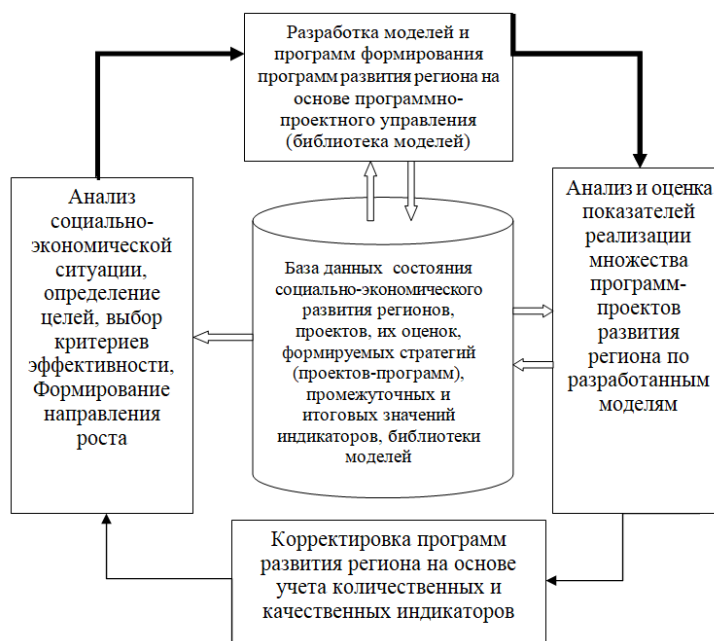 Разработка моделей и
программ формирования
программ развития региона на
основе программно-
проектного управления
(библиотека моделей)
Анализ
социально-
экономической
ситуации,
определение
целей, выбор
критериев
эффективности,
Формирование
направления
роста
База данных состояния
социально-экономического
развития регионов,
проектов, их оценок,
формируемых стратегий
(проектов-программ),
промежуточных и
итоговых значений
индикаторов, библиотеки
моделей
Анализ и оценка
показателей
реализации
множества
программ-
проектов
развития
региона по
разработанным
моделям
Корректировка программ
развития региона на основе
учета количественных и
качественных индикаторов